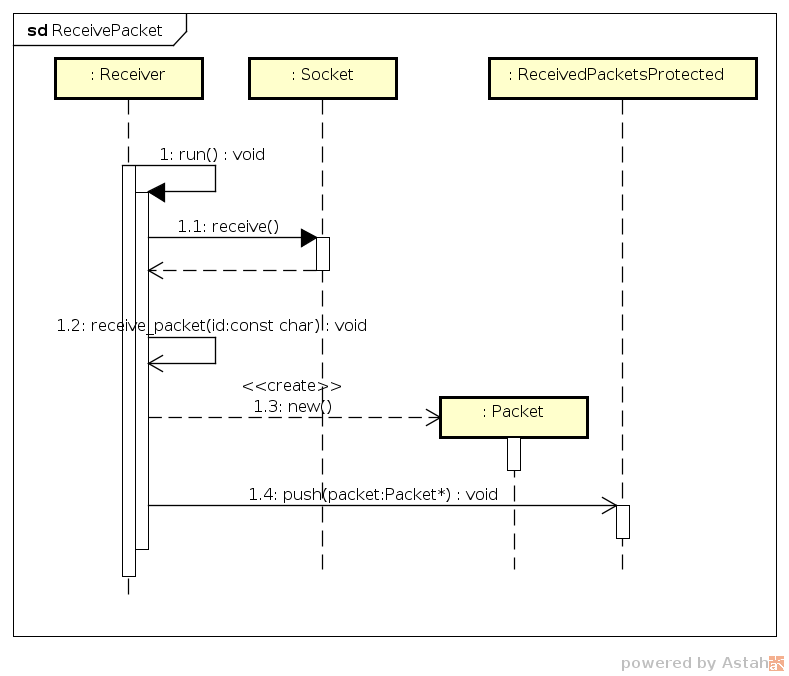 sd ReceivePacket
: Receiver
: Socket
: ReceivedPacketsProtected
1: run() : void
1.1: receive()
1.2: receive_packet(id:const char) : void
<<create>>
1.3: new()
: Packet
1.4: push(packet:Packet*) : void
powered by Astah